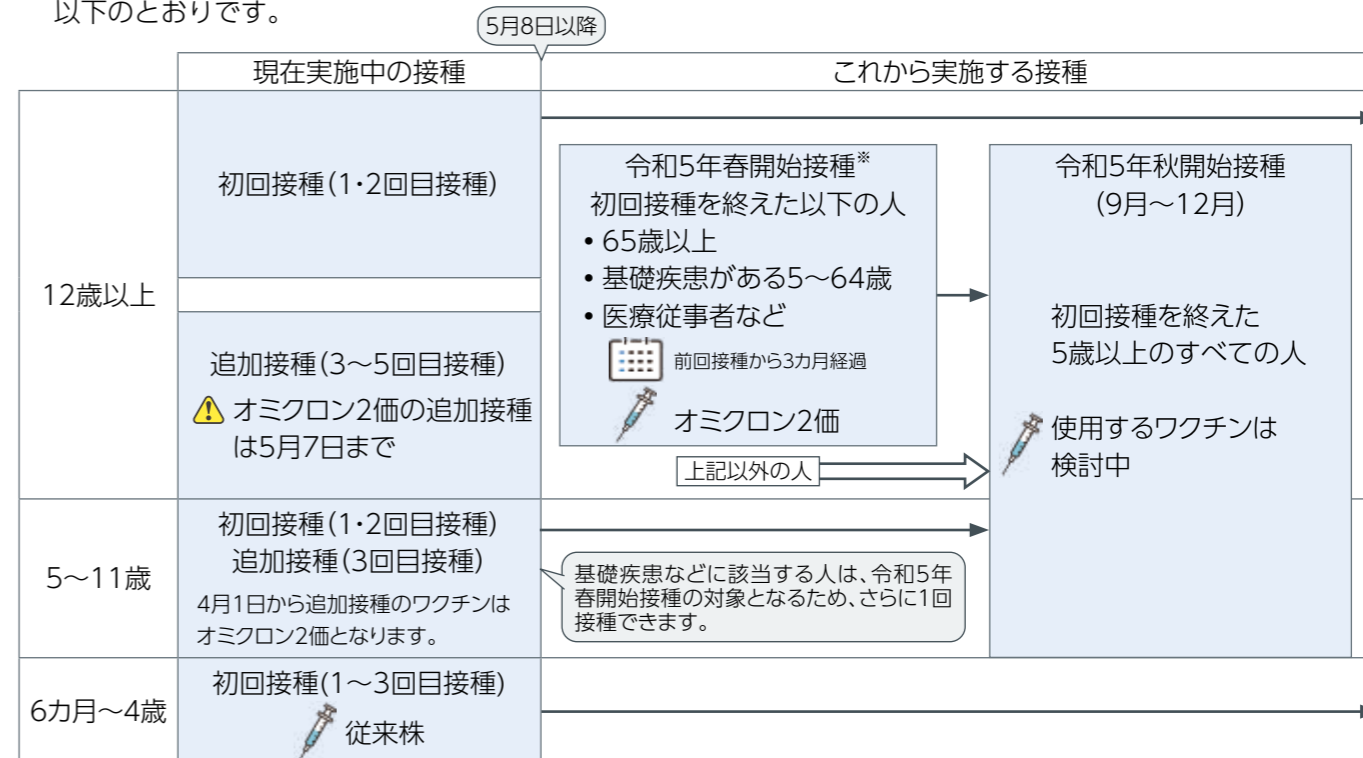 以下のとおりです。
5月8日以降
現在実施中の接種
これから実施する接種
12歳以上
初回接種(1・2回目接種)
追加接種(3～5回目接種)
オミクロン2価の追加接種
は5月7日まで
令和5年春開始接種※
初回接種を終えた以下の人
•65歳以上
•基礎疾患がある5～64歳
•医療従事者など
前回接種から3カ月経過
オミクロン2価
上記以外の人
令和5年秋開始接種
(9月～12月)
初回接種を終えた
5歳以上のすべての人
使用するワクチンは
検討中
5～11歳
初回接種(1・2回目接種)
追加接種(3回目接種)
4月1日から追加接種のワクチンは
オミクロン2価となります。
基礎疾患などに該当する人は、令和5年
春開始接種の対象となるため、さらに1回
接種できます。
6カ月～4歳
初回接種(1～3回目接種)
従来株